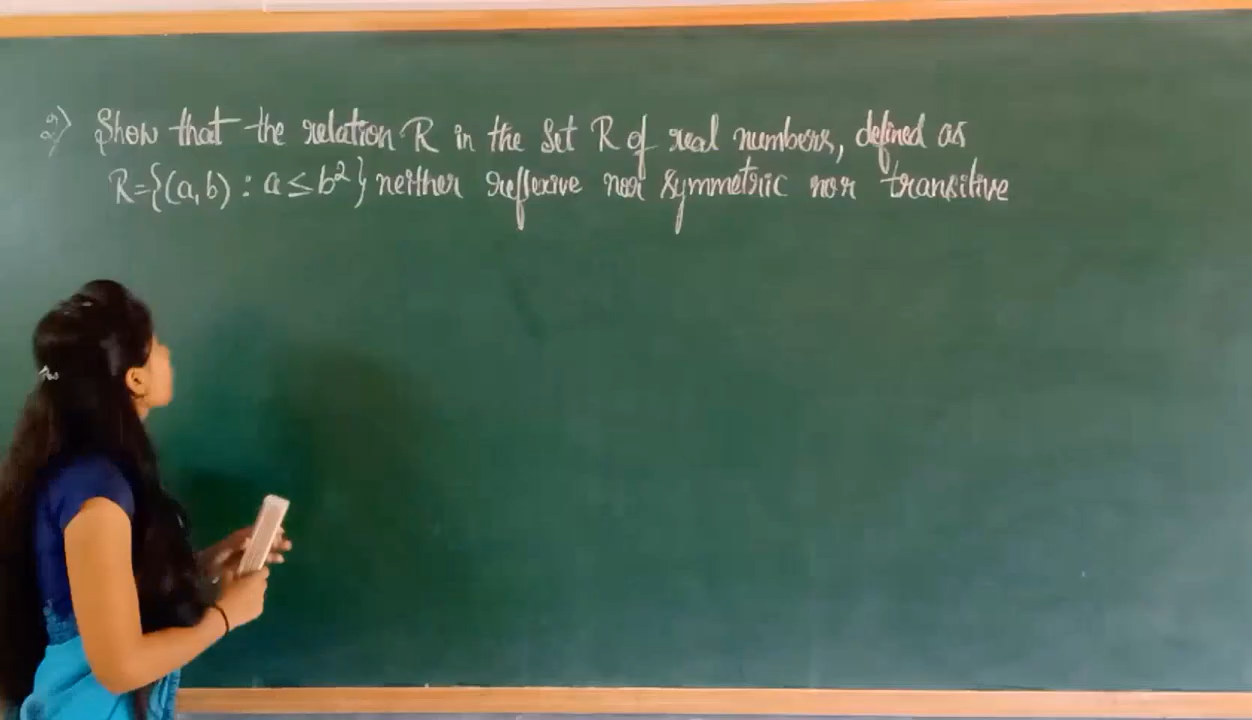 2) Show that the relation R in the Set R of real numbers, defined as
R={(a,b) : a≤b²} neither reflexive nor symmetric nor transitive